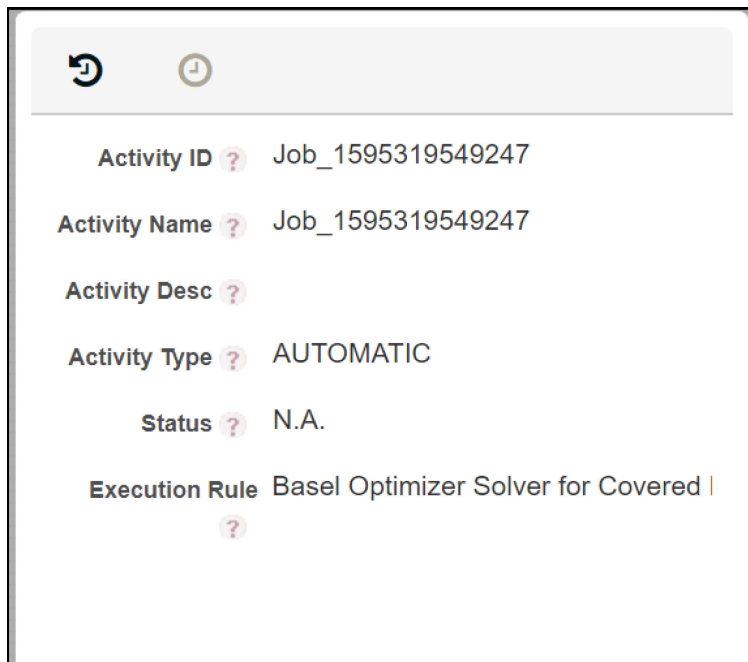 Activity ID ? Job_1595319549247
Activity Name ? Job_1595319549247
Activity Desc ?
Activity Type ? AUTOMATIC
Status ? N.A.
Execution Rule Basel Optimizer Solver for Covered
?